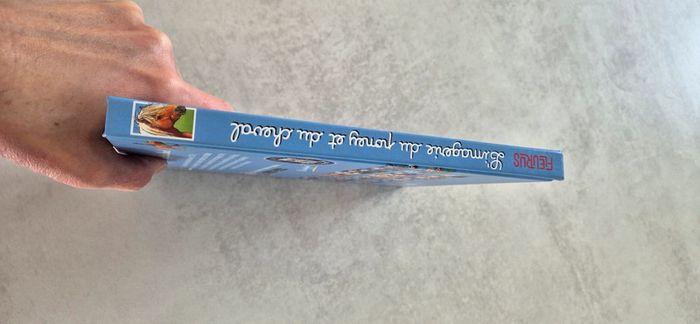 L'imagerie du poney et du cheval
FLEURUS